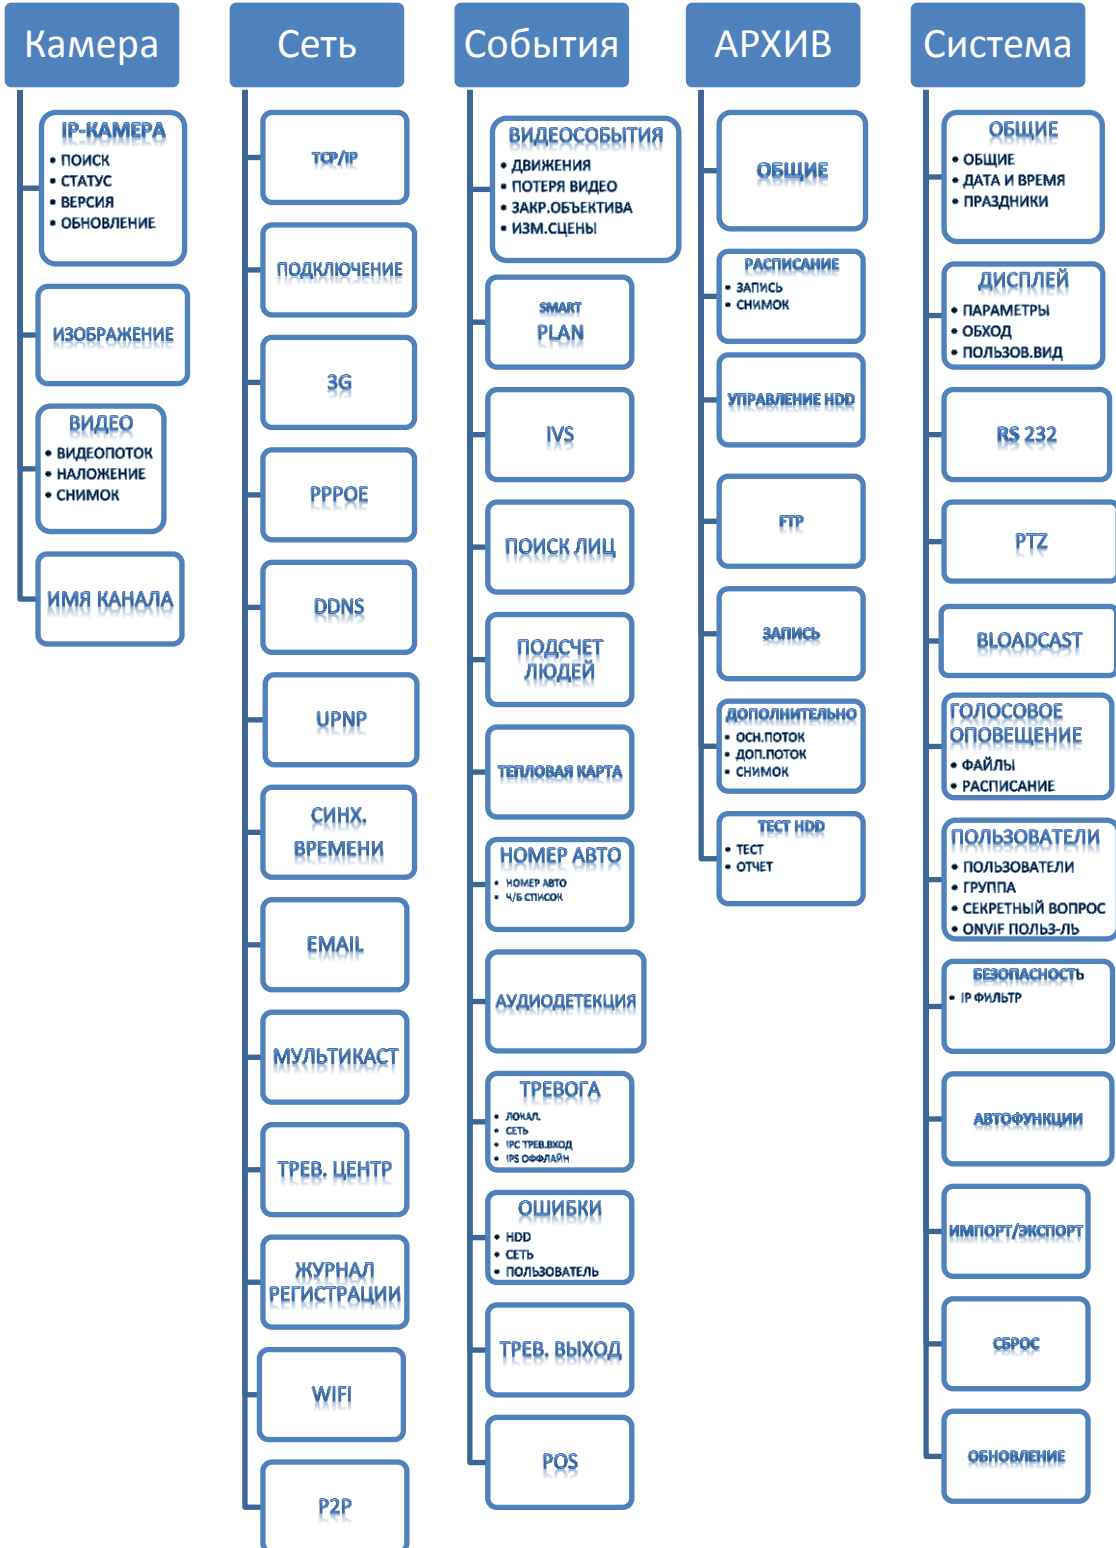 Камера
IP-КАМЕРА
• ПОИСК
• СТАТУС
• ВЕРСИЯ
• ОБНОВЛЕНИЕ
ИЗОБРАЖЕНИЕ
ВИДЕО
• ВИДЕОПОТОК
• НАЛОЖЕНИЕ
• СНИМОК
ИМЯ КАНАЛА
Сеть
TCP/IP
ПОДКЛЮЧЕНИЕ
3G
PPPOE
DDNS
UPNP
СИНХ.
ВРЕМЕНИ
EMAIL
МУЛЬТИКАСТ
ТРЕВ. ЦЕНТР
ЖУРНАЛ
РЕГИСТРАЦИИ
WIFI
P2P
События
ВИДЕОСОБЫТИЯ
• ДВИЖЕНИЯ
• ПОТЕРЯ ВИДЕО
• ЗАКР.ОБЪЕКТИВА
• ИЗМ.СЦЕНЫ
SMART
PLAN
IVS
ПОИСК ЛИЦ
ПОДСЧЕТ
ЛЮДЕЙ
ТЕПЛОВАЯ КАРТА
НОМЕР АВТО
• НОМЕР АВТО
• Ч/Б СПИСОК
АУДИОДЕТЕКЦИЯ
ТРЕВОГА
• ЛОКАЛ.
• СЕТЬ
• IPC ТРЕВ.ВХОД
• IPS ОФФЛАЙН
ОШИБКИ
• HDD
• СЕТЬ
• ПОЛЬЗОВАТЕЛЬ
ТРЕВ. ВЫХОД
POS
АРХИВ
ОБЩИЕ
РАСПИСАНИЕ
• ЗАПИСЬ
• СНИМОК
УПРАВЛЕНИЕ HDD
FTP
ЗАПИСЬ
ДОПОЛНИТЕЛЬНО
• ОСН.ПОТОК
• ДОП.ПОТОК
• СНИМОК
ТЕСТ HDD
• ТЕСТ
• ОТЧЕТ
Система
ОБЩИЕ
• ОБЩИЕ
• ДАТА И ВРЕМЯ
• ПРАЗДНИКИ
ДИСПЛЕЙ
• ПАРАМЕТРЫ
• ОБХОД
• ПОЛЬЗОВ.ВИД
RS 232
PTZ
BLOADCAST
ГОЛОСОВОЕ
ОПОВЕЩЕНИЕ
• ФАЙЛЫ
• РАСПИСАНИЕ
ПОЛЬЗОВАТЕЛИ
• ПОЛЬЗОВАТЕЛИ
• ГРУППА
• СЕКРЕТНЫЙ ВОПРОС
• ONVIF ПОЛЬЗ-ЛЬ
БЕЗОПАСНОСТЬ
• IP ФИЛЬТР
АВТОФУНКЦИИ
ИМПОРТ/ЭКСПОРТ
СБРОС
ОБНОВЛЕНИЕ